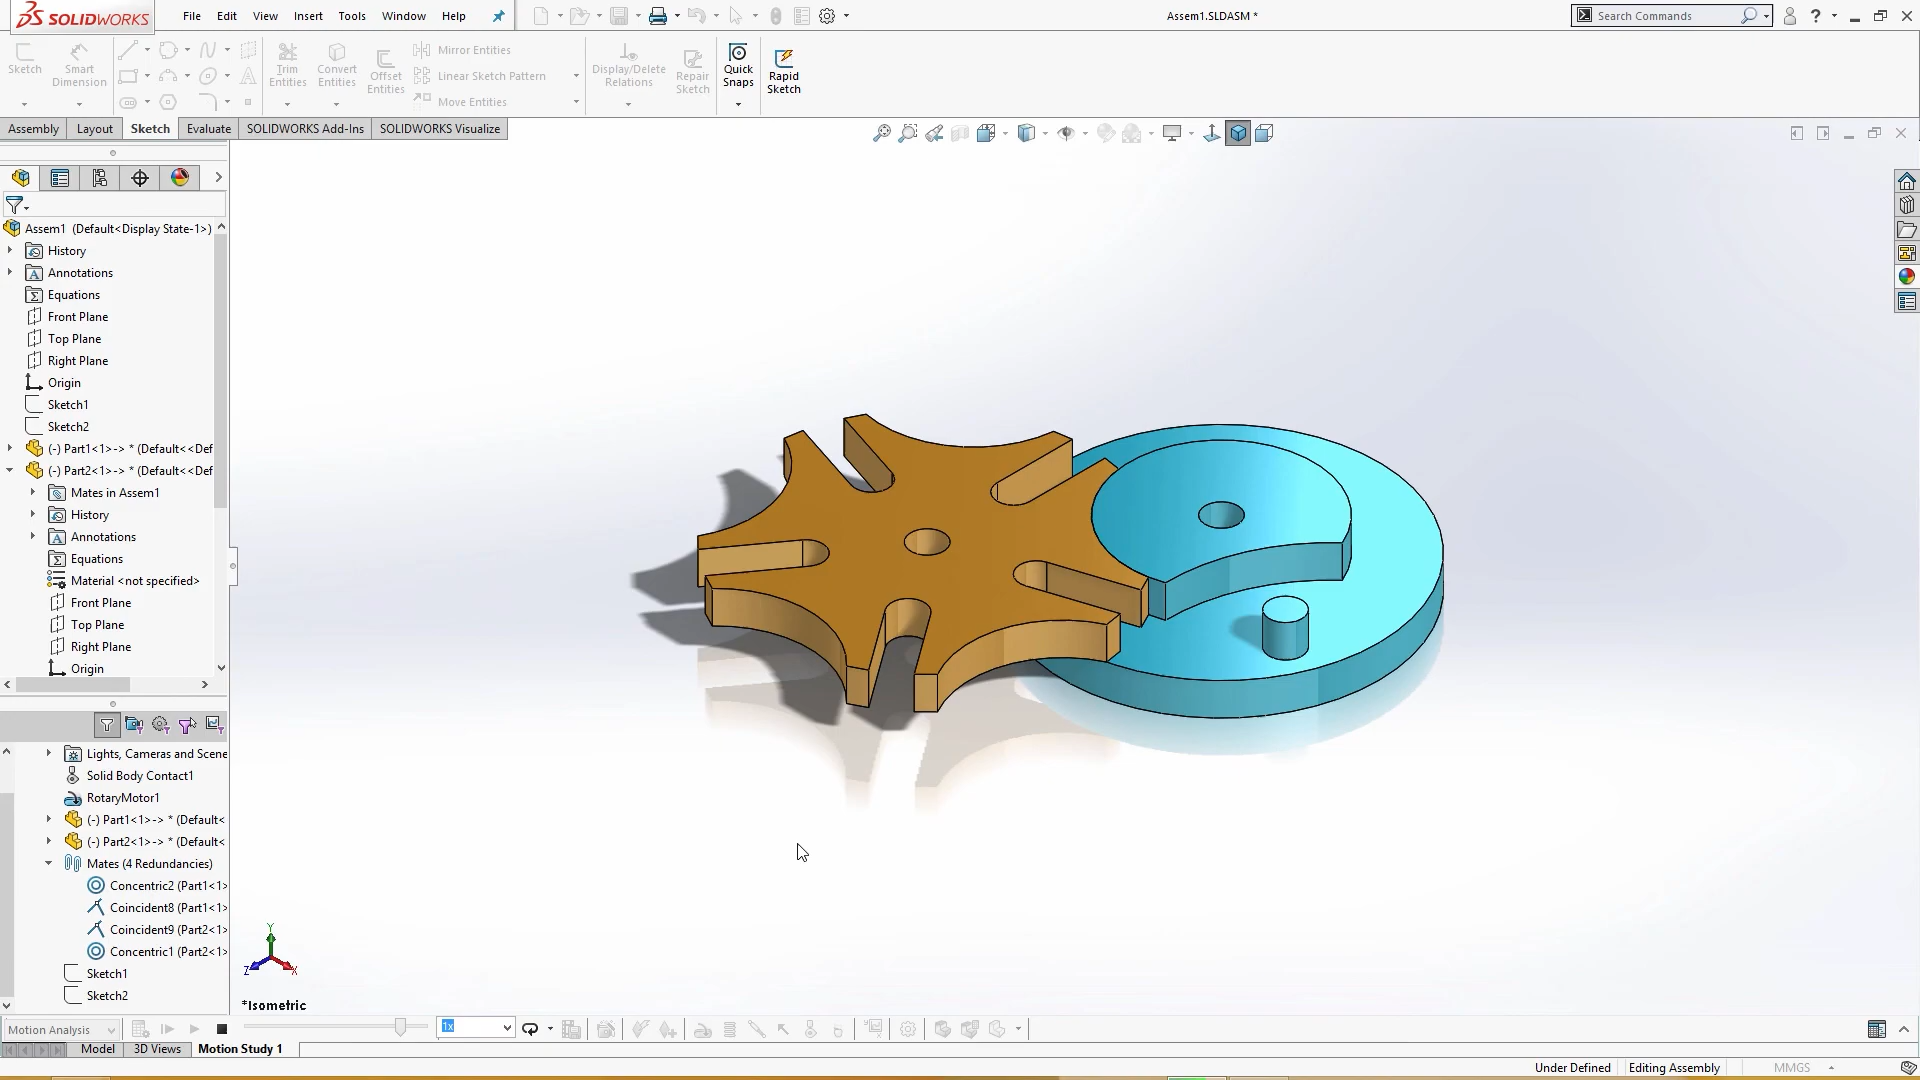 SOLIDWORKS File Edit View Insert Tools Window Help Assem1.SLDASM * Search Commands ?
Sketch Smart Dimension Trim Entities Convert Entities Offset Entities Mirror Entities Linear Sketch Pattern Move Entities Display/Delete Relations Repair Sketch Quick Snaps Rapid Sketch
Assembly Layout Sketch Evaluate SOLIDWORKS Add-Ins SOLIDWORKS Visualize
Assem1 (Default<Display State-1>)
History
Annotations
Equations
Front Plane
Top Plane
Right Plane
Origin
Sketch1
Sketch2
(-) Part1<1>-> * (Default<<Def
(-) Part2<1>-> * (Default<<Def
Mates in Assem1
History
Annotations
Equations
Material <not specified>
Front Plane
Top Plane
Right Plane
Origin
Lights, Cameras and Scene
Solid Body Contact1
RotaryMotor1
(-) Part1<1>-> * (Default<
(-) Part2<1>-> * (Default<
Mates (4 Redundancies)
Concentric2 (Part1<1>
Coincident8 (Part1<1>
Coincident9 (Part2<1>
Concentric1 (Part2<1>
Sketch1
Sketch2
Y
Z X
*Isometric
Motion Analysis 1x
Model 3D Views Motion Study 1
Under Defined Editing Assembly MMGS